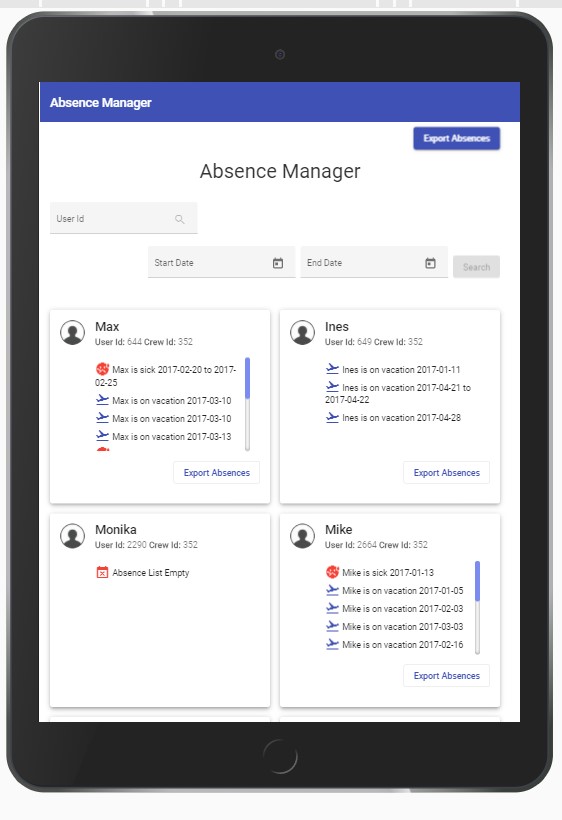 Absence Manager
Export Absences
Absence Manager
User Id
Start Date
End Date
Search
Max
User Id: 644 Crew Id: 352
Max is sick 2017-02-20 to 2017-
02-25
Max is on vacation 2017-03-10
Max is on vacation 2017-03-10
Max is on vacation 2017-03-13
Export Absences
Ines
User Id: 649 Crew Id: 352
Ines is on vacation 2017-01-11
Ines is on vacation 2017-04-21 to
2017-04-22
Ines is on vacation 2017-04-28
Export Absences
Monika
User Id: 2290 Crew Id: 352
Absence List Empty
Mike
User Id: 2664 Crew Id: 352
Mike is sick 2017-01-13
Mike is on vacation 2017-01-05
Mike is on vacation 2017-02-03
Mike is on vacation 2017-03-03
Mike is on vacation 2017-02-16
Export Absences